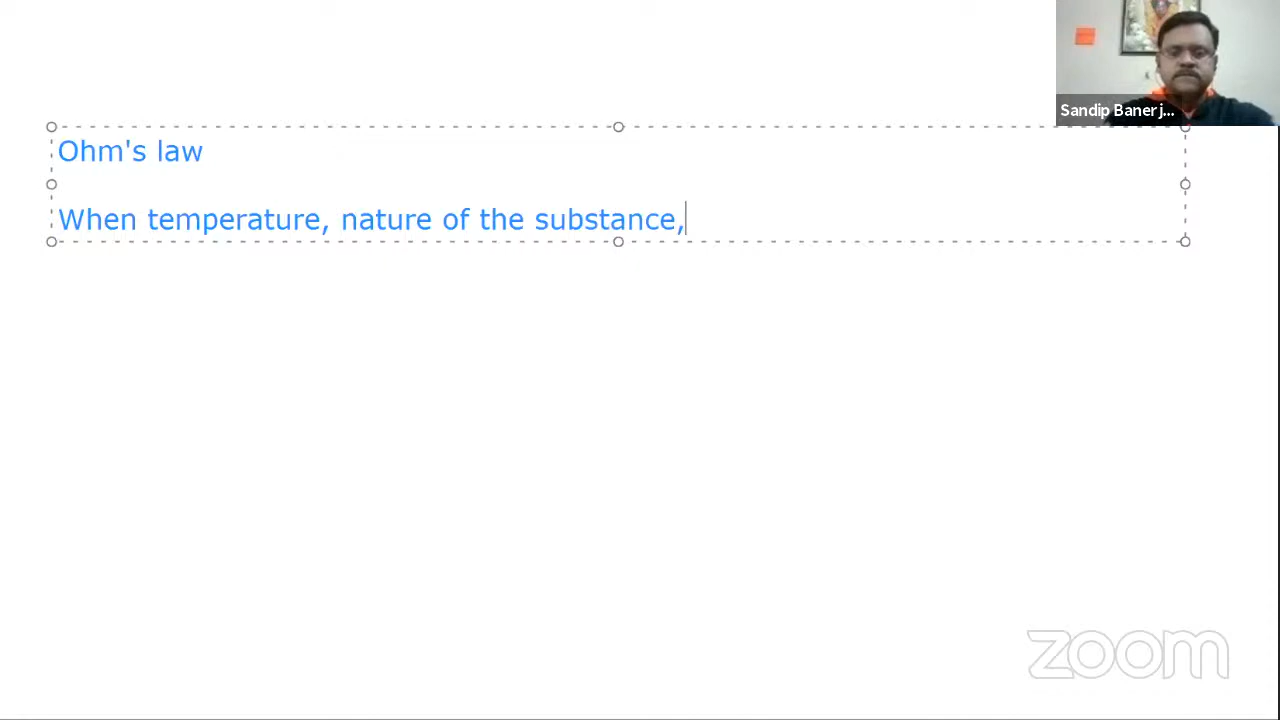 Sandip Banerj...
Ohm's law
When temperature, nature of the substance,
zoom